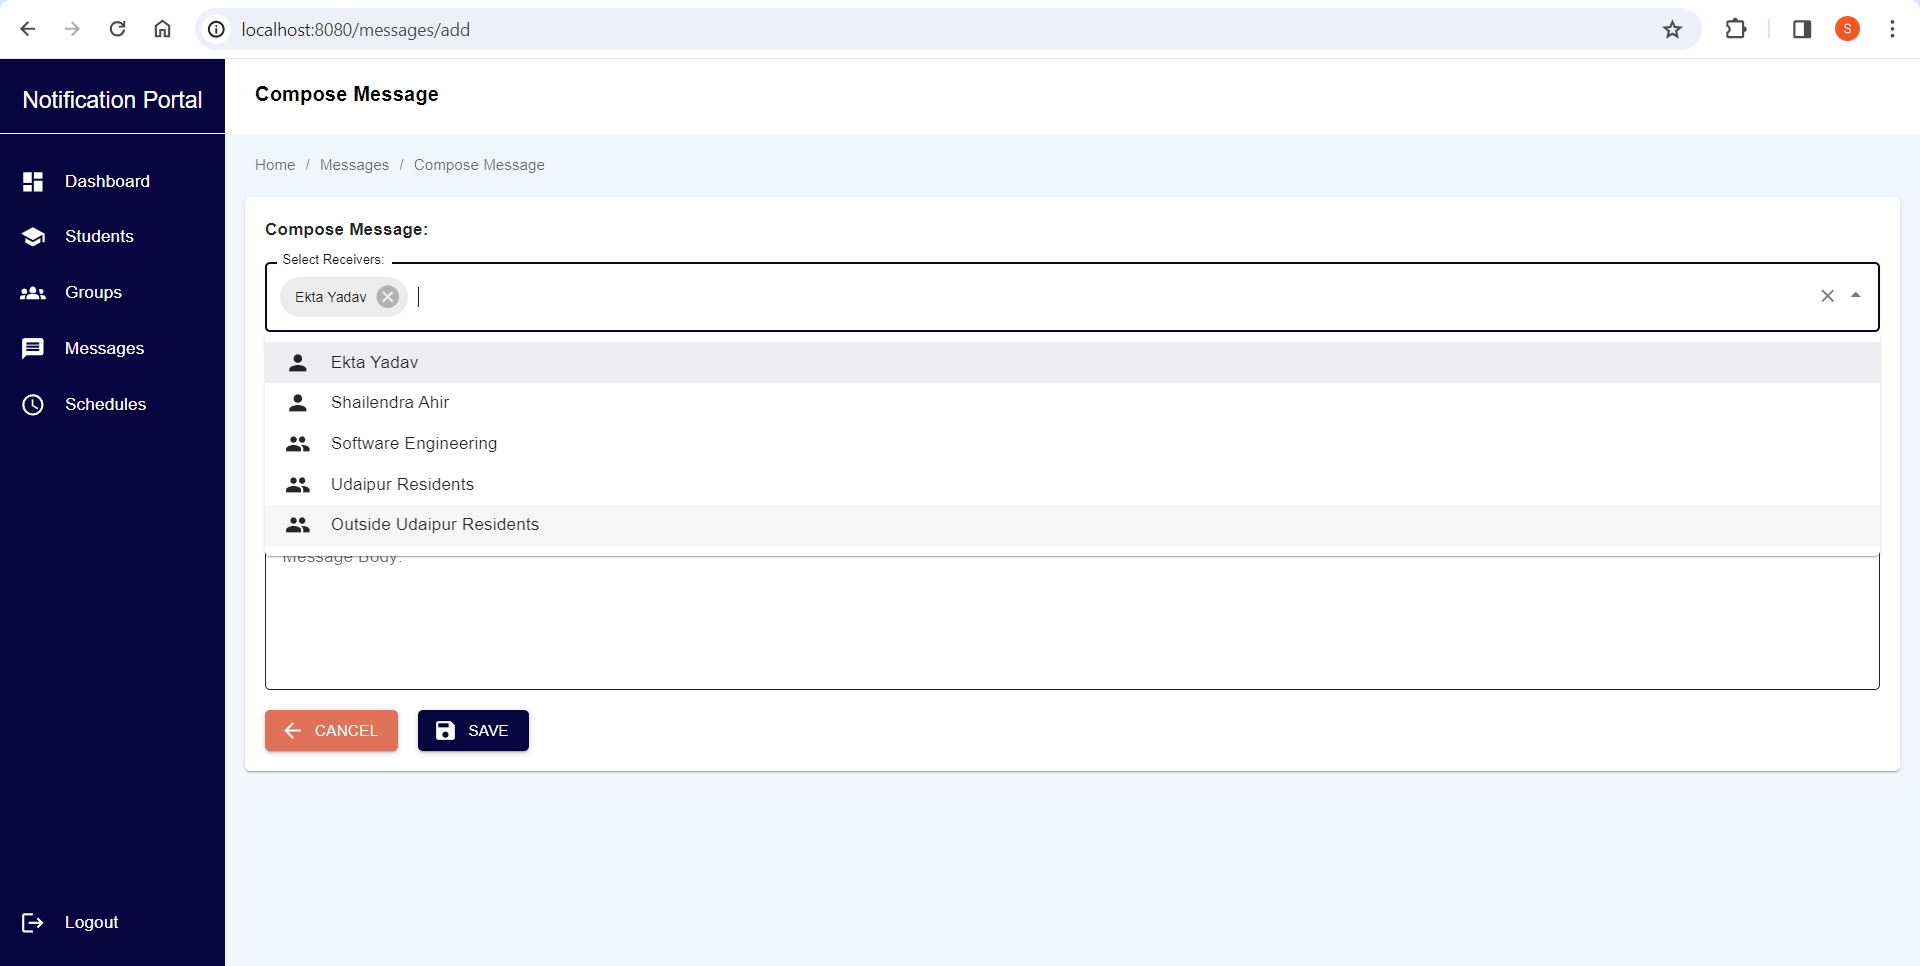 localhost:8080/messages/add
S
Notification Portal
Dashboard
Students
Groups
Messages
Schedules
Logout
Compose Message
Home / Messages / Compose Message
Compose Message:
Select Receivers:
Ekta Yadav
Ekta Yadav
Shailendra Ahir
Software Engineering
Udaipur Residents
Outside Udaipur Residents
Message Body:
CANCEL
SAVE